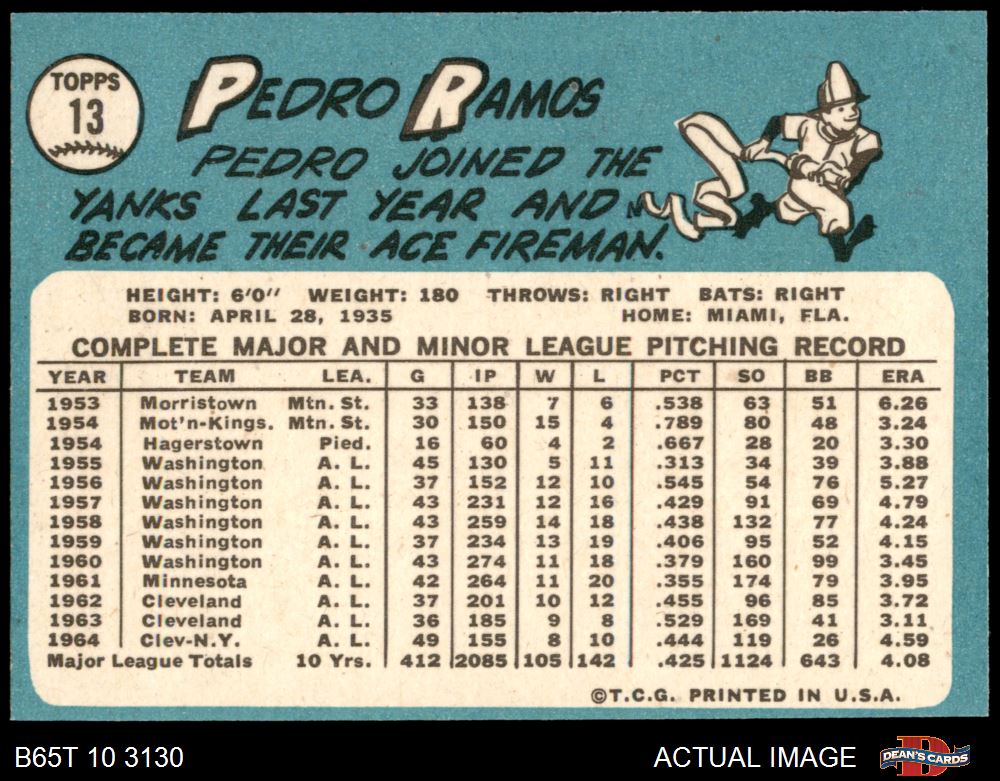 TOPPS
13
PEDRO RAMOS
PEDRO JOINED THE
YANKS LAST YEAR AND
BECAME THEIR ACE FIREMAN.
HEIGHT: 6'0" WEIGHT: 180 THROWS: RIGHT BATS: RIGHT
BORN: APRIL 28, 1935 HOME: MIAMI, FLA.
COMPLETE MAJOR AND MINOR LEAGUE PITCHING RECORD
YEAR TEAM LEA. G IP W L PCT SO BB ERA
1953 Morristown Mtn. St. 33 138 7 6 .538 63 51 6.26
1954 Mot'n-Kings. Mtn. St. 30 150 15 4 .789 80 48 3.24
1954 Hagerstown Pied. 16 60 4 2 .667 28 20 3.30
1955 Washington A. L. 45 130 5 11 .313 34 39 3.88
1956 Washington A. L. 37 152 12 10 .545 54 76 5.27
1957 Washington A. L. 43 231 12 16 .429 91 69 4.79
1958 Washington A. L. 43 259 14 18 .438 132 77 4.24
1959 Washington A. L. 37 234 13 19 .406 95 52 4.15
1960 Washington A. L. 43 274 11 18 .379 160 99 3.45
1961 Minnesota A. L. 42 264 11 20 .355 174 79 3.95
1962 Cleveland A. L. 37 201 10 12 .455 96 85 3.72
1963 Cleveland A. L. 36 185 9 8 .529 169 41 3.11
1964 Clev-N.Y. A. L. 49 155 8 10 .444 119 26 4.59
Major League Totals 10 Yrs. 412 2085 105 142 .425 1124 643 4.08
©T.C.G. PRINTED IN U.S.A.
B65T 10 3130 ACTUAL IMAGE DEAN'S CARDS